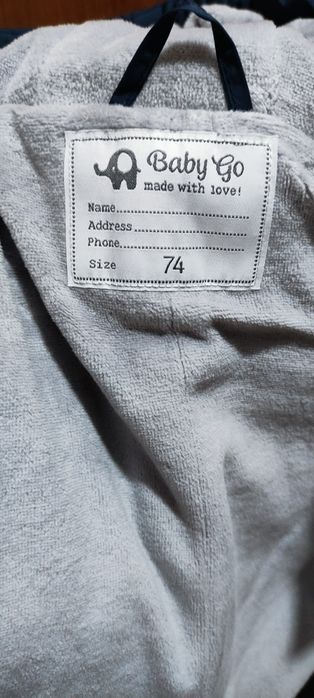 Baby Go
made with love!
Name..............................
Address...........................
Phone.............................
Size 74